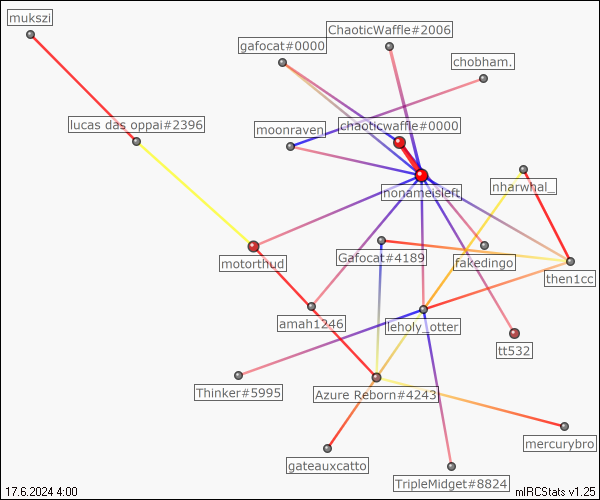 mukszi
ChaoticWaffle#2006
gafocat#0000
chobham.
lucas das oppai#2396
chaoticwaffle#0000
moonraven
nonameisleft
nharwhal_
motorthud
Gafocat#4189
fakedingo
then1cc
amah1246
leholy_otter
tt532
Thinker#5995
Azure Reborn#4243
mercurybro
gateauxcatto
TripleMidget#8824
17.6.2024 4:00
mIRCStats v1.25